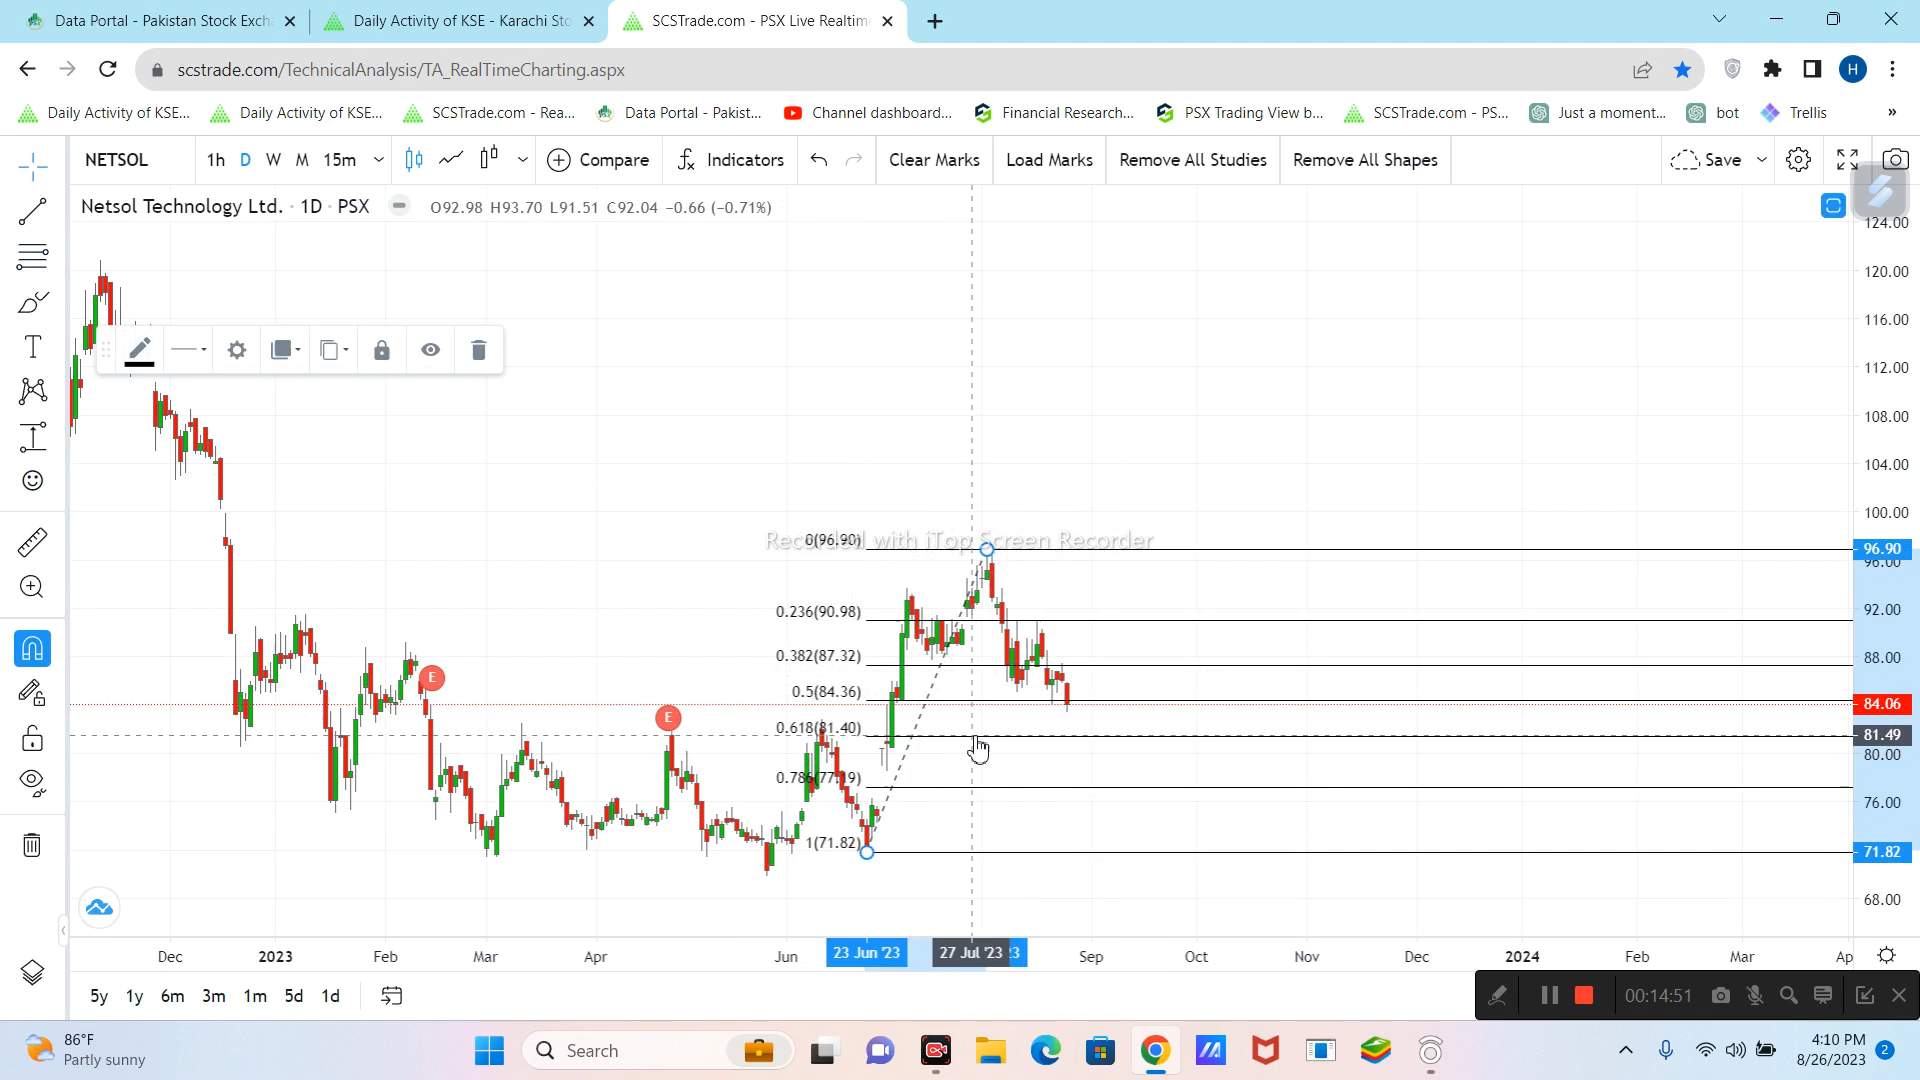 Data Portal - Pakistan Stock Exch
Daily Activity of KSE - Karachi Sto
SCSTrade.com - PSX Live Realtim
scstrade.com/TechnicalAnalysis/TA_RealTimeCharting.aspx
H
Daily Activity of KSE...
Daily Activity of KSE...
SCSTrade.com - Rea...
Data Portal - Pakist...
Channel dashboard...
Financial Research...
PSX Trading View b...
SCSTrade.com - PS...
Just a moment...
bot
Trellis
»
NETSOL
1h D W M 15m
Compare
Indicators
Clear Marks
Load Marks
Remove All Studies
Remove All Shapes
Save
Netsol Technology Ltd. · 1D · PSX
O92.98 H93.70 L91.51 C92.04 −0.66 (−0.71%)
124.00
120.00
116.00
112.00
108.00
104.00
100.00
Recorded with iTop Screen Recorder
0(96.90)
96.90
96.00
0.236(90.98)
92.00
0.382(87.32)
88.00
E
0.5(84.36)
84.06
E
0.618(81.40)
81.49
80.00
0.786(77.19)
76.00
1(71.82)
71.82
68.00
Dec 2023 Feb Mar Apr Jun 23 Jun '23 27 Jul '23 23 Sep Oct Nov Dec 2024 Feb Mar Ap
5y 1y 6m 3m 1m 5d 1d
00:14:51
86°F
Partly sunny
Search
4:10 PM
8/26/2023
2